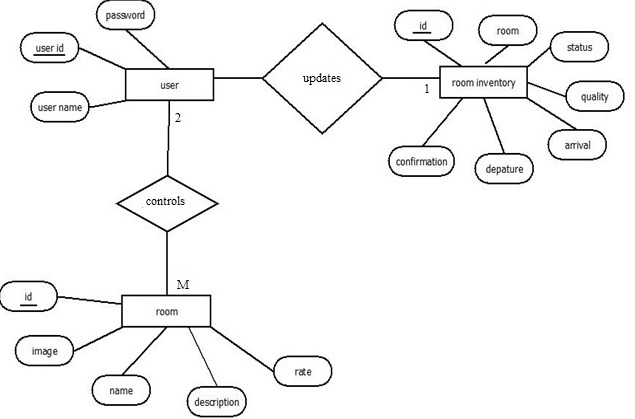 password
user id
user name
user
updates
1
id
room
status
room inventory
quality
arrival
confirmation
depature
2
controls
M
id
room
image
name
description
rate